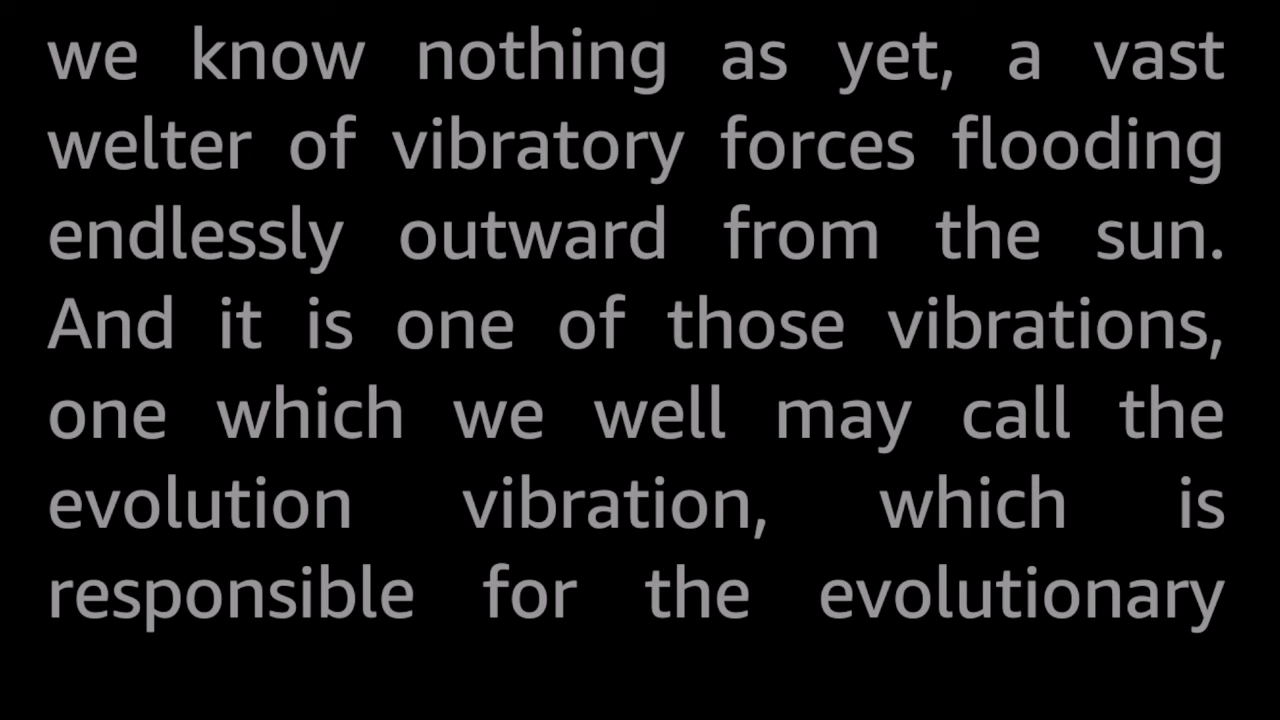 we know nothing as yet, a vast
welter of vibratory forces flooding
endlessly outward from the sun.
And it is one of those vibrations,
one which we well may call the
evolution vibration, which is
responsible for the evolutionary